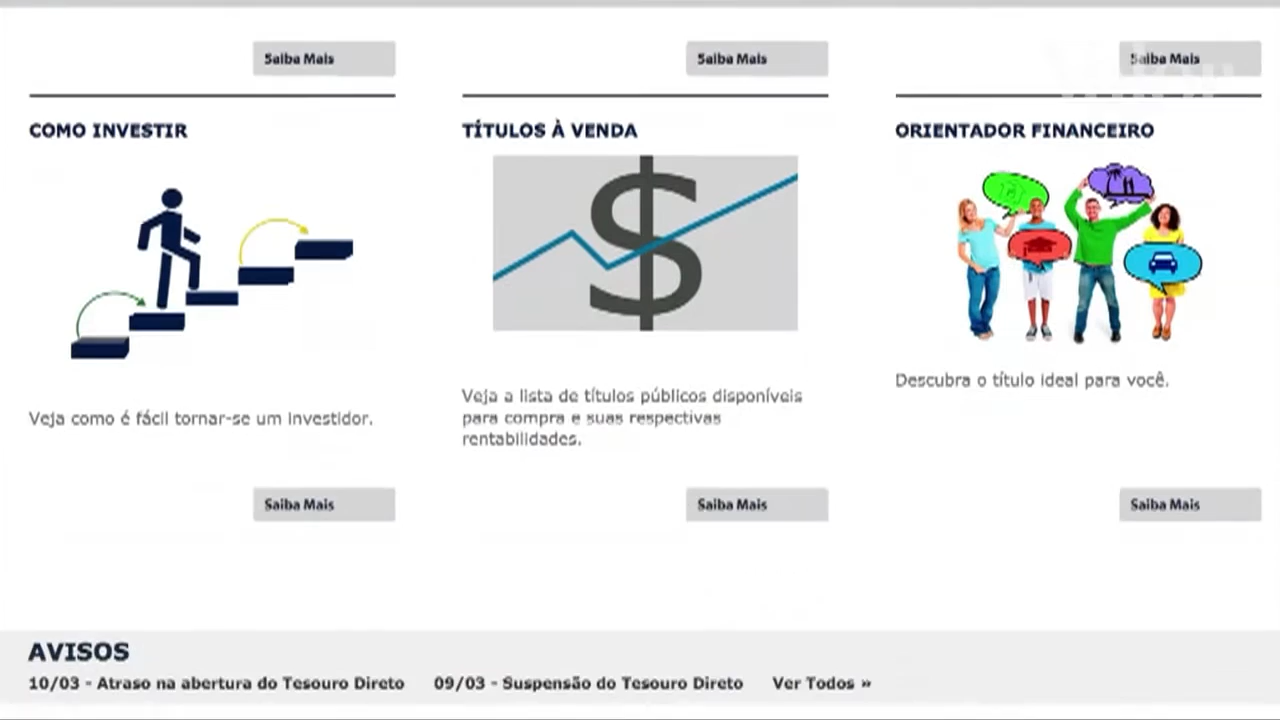 Saiba Mais
Saiba Mais
Saiba Mais
COMO INVESTIR
TÍTULOS À VENDA
ORIENTADOR FINANCEIRO
$
Veja como é fácil tornar-se um investidor.
Veja a lista de títulos públicos disponíveis
para compra e suas respectivas
rentabilidades.
Descubra o título ideal para você.
Saiba Mais
Saiba Mais
Saiba Mais
AVISOS
10/03 - Atraso na abertura do Tesouro Direto 09/03 - Suspensão do Tesouro Direto Ver Todos »